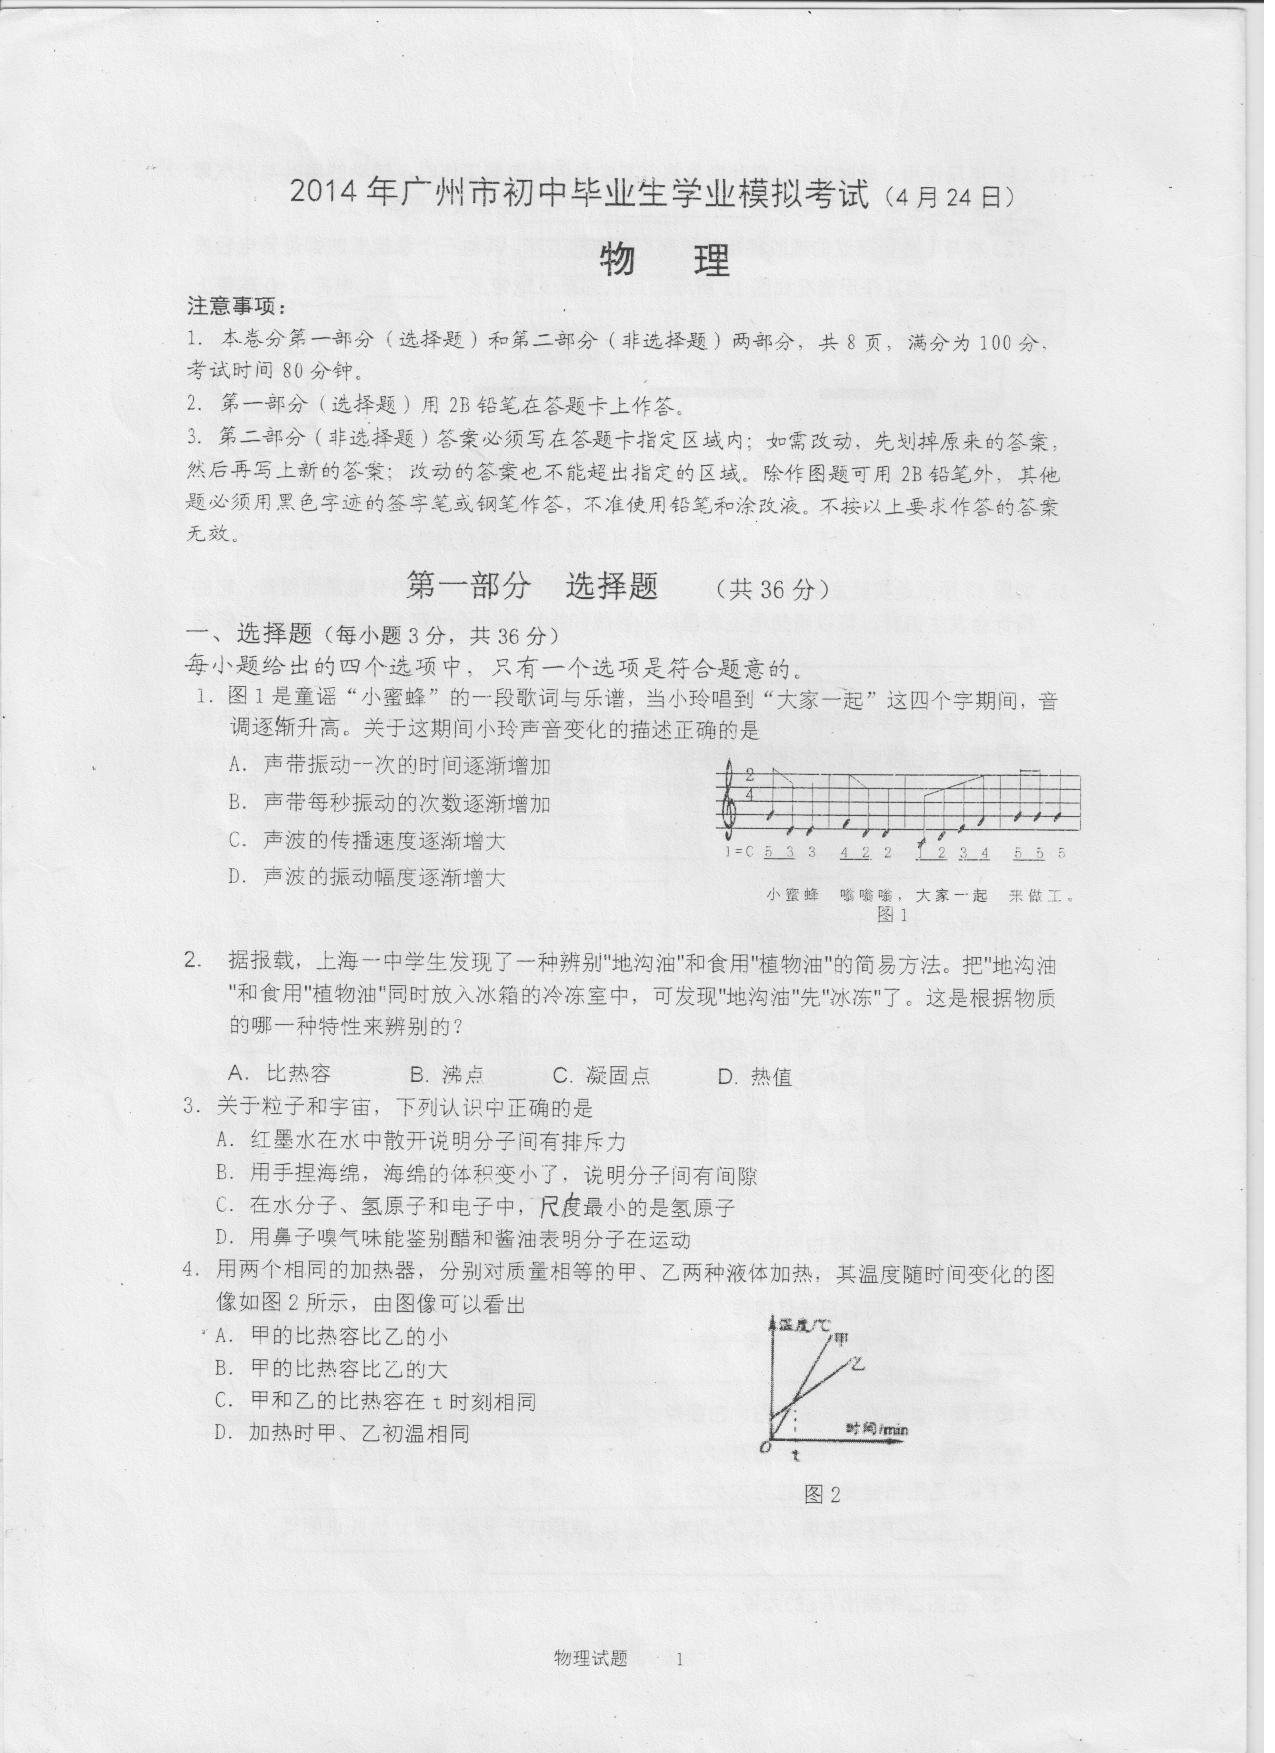 2014年广州市初中毕业生学业模拟考试（4月24日）
物 理
注意事项：
1. 本卷分第一部分（选择题）和第二部分（非选择题）两部分，共8页，满分为100分，
考试时间80分钟。
2. 第一部分（选择题）用2B铅笔在答题卡上作答。
3. 第二部分（非选择题）答案必须写在答题卡指定区域内；如需改动，先划掉原来的答案，
然后再写上新的答案；改动的答案也不能超出指定的区域。除作图题可用2B铅笔外，其他
题必须用黑色字迹的签字笔或钢笔作答，不准使用铅笔和涂改液。不按以上要求作答的答案
无效。
第一部分 选择题 （共36分）
一、选择题（每小题3分，共36分）
每小题给出的四个选项中，只有一个选项是符合题意的。
1. 图1是童谣“小蜜蜂”的一段歌词与乐谱，当小玲唱到“大家一起”这四个字期间，音
调逐渐升高。关于这期间小玲声音变化的描述正确的是
A. 声带振动一次的时间逐渐增加
B. 声带每秒振动的次数逐渐增加
C. 声波的传播速度逐渐增大
D. 声波的振动幅度逐渐增大
2
4
1=C 5 3 3 4 2 2 1 2 3 4 5 5 5
小蜜蜂 嗡嗡嗡，大家一起 来做工。
图1
2. 据报载，上海一中学生发现了一种辨别"地沟油"和食用"植物油"的简易方法。把"地沟油
"和食用"植物油"同时放入冰箱的冷冻室中，可发现"地沟油"先"冰冻"了。这是根据物质
的哪一种特性来辨别的？
A. 比热容 B. 沸点 C. 凝固点 D. 热值
3. 关于粒子和宇宙，下列认识中正确的是
A. 红墨水在水中散开说明分子间有排斥力
B. 用手捏海绵，海绵的体积变小了，说明分子间有间隙
C. 在水分子、氢原子和电子中，尺度最小的是氢原子
D. 用鼻子嗅气味能鉴别醋和酱油表明分子在运动
4. 用两个相同的加热器，分别对质量相等的甲、乙两种液体加热，其温度随时间变化的图
像如图2所示，由图像可以看出
A. 甲的比热容比乙的小
B. 甲的比热容比乙的大
C. 甲和乙的比热容在t时刻相同
D. 加热时甲、乙初温相同
温度/℃
甲
乙
时间/min
O
t
图2
物理试题 1